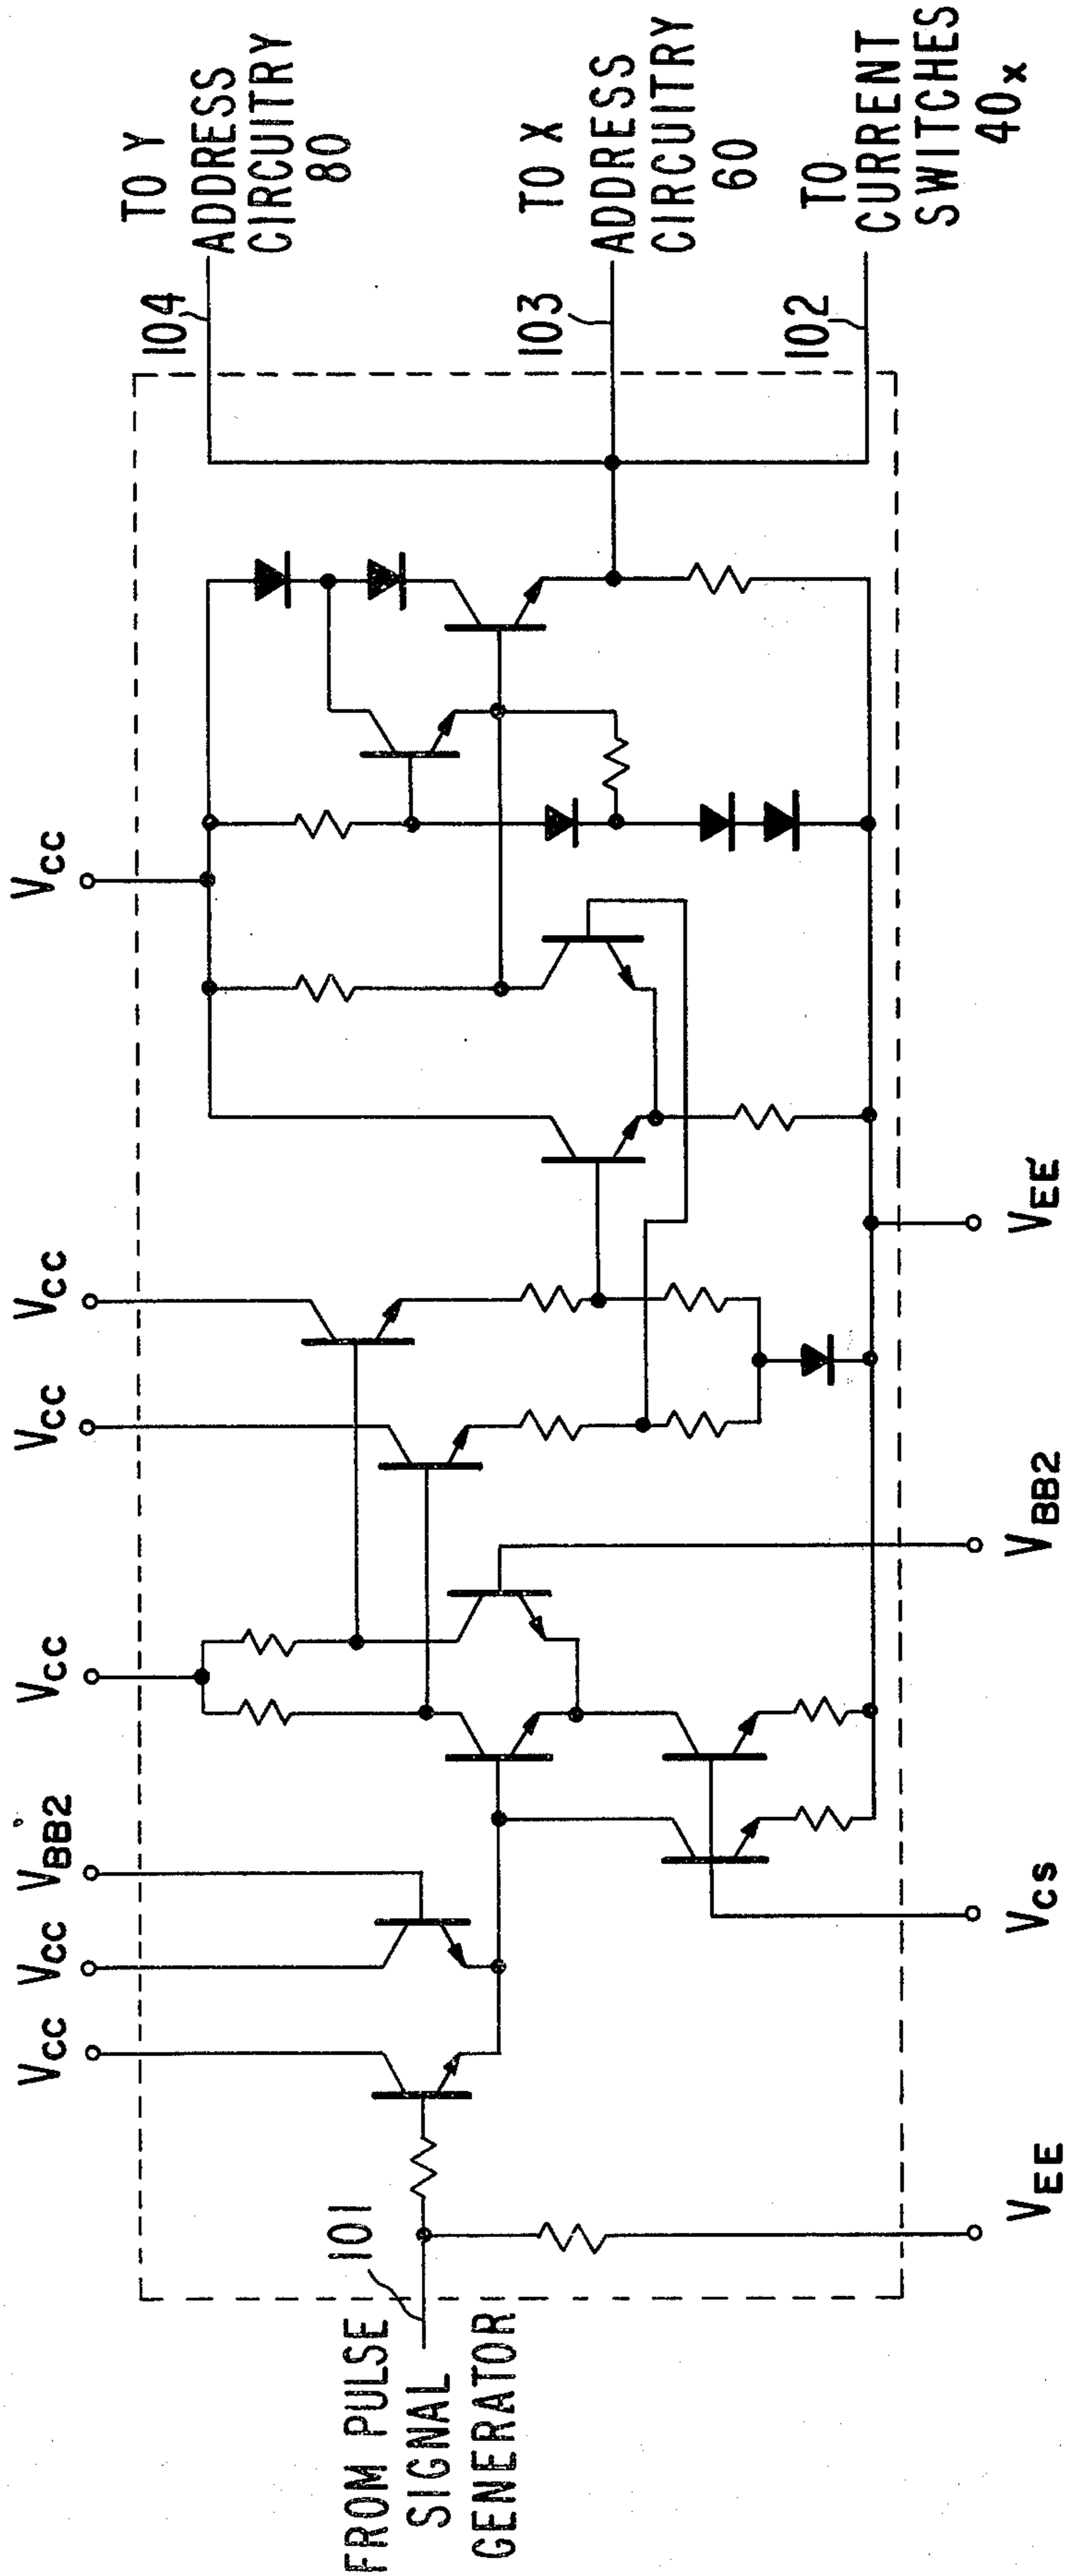 FROM PULSE
SIGNAL
GENERATOR
101
VCC
VCC
VBB2
VCC
VCC
VCC
VCC
VEE
VCS
VBB2
VEE'
104
TO Y
ADDRESS
CIRCUITRY
80
103
TO X
ADDRESS
CIRCUITRY
60
102
TO
CURRENT
SWITCHES
40x